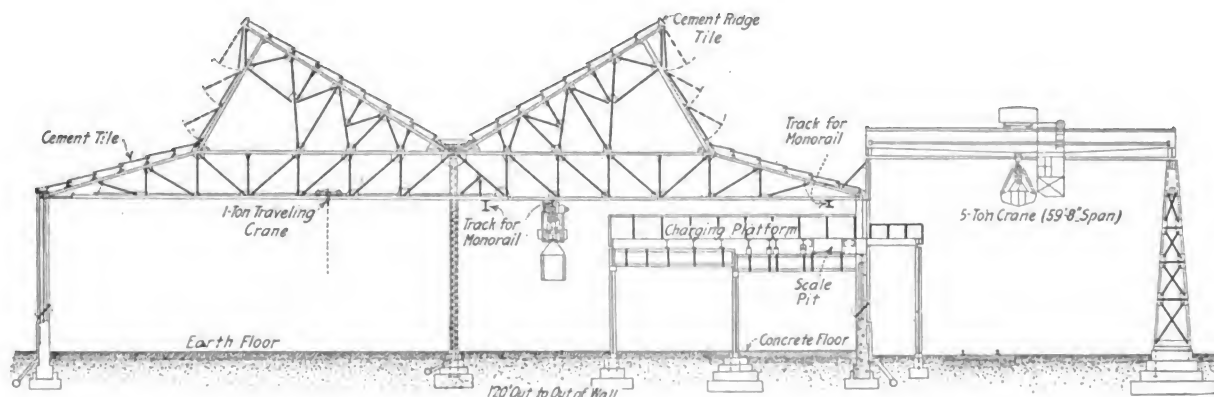 Cement Ridge
Tile
Cement Tile
Track for
Monorail
1-Ton Traveling
Crane
Track for
Monorail
Charging Platform
5-Ton Crane (59'-8" Span)
Scale
Pit
Earth Floor
Concrete Floor
120' Out to Out of Wall